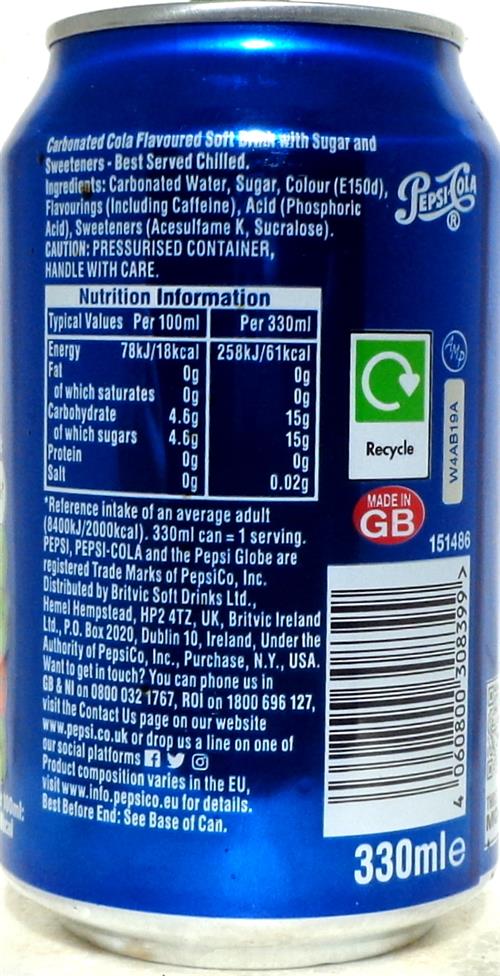 Carbonated Cola Flavoured Soft Drink with Sugar and
Sweeteners - Best Served Chilled.
Ingredients: Carbonated Water, Sugar, Colour (E150d),
Flavourings (Including Caffeine), Acid (Phosphoric
Acid), Sweeteners (Acesulfame K, Sucralose).
CAUTION: PRESSURISED CONTAINER,
HANDLE WITH CARE.
PEPSI-COLA
®
Nutrition Information
Typical Values Per 100ml Per 330ml
Energy 78kJ/18kcal 258kJ/61kcal
Fat 0g 0g
of which saturates 0g 0g
Carbohydrate 4.6g 15g
of which sugars 4.6g 15g
Protein 0g 0g
Salt 0g 0.02g
Recycle
AMP
W4AB19A
MADE IN
GB
151486
*Reference intake of an average adult
(8400kJ/2000kcal). 330ml can = 1 serving.
PEPSI, PEPSI-COLA and the Pepsi Globe are
registered Trade Marks of PepsiCo, Inc.
Distributed by Britvic Soft Drinks Ltd.,
Hemel Hempstead, HP2 4TZ, UK, Britvic Ireland
Ltd., P.O. Box 2020, Dublin 10, Ireland, Under the
Authority of PepsiCo, Inc., Purchase, N.Y., USA.
Want to get in touch? You can phone us in
GB & NI on 0800 032 1767, ROI on 1800 696 127,
visit the Contact Us page on our website
www.pepsi.co.uk or drop us a line on one of
our social platforms
Product composition varies in the EU,
visit www.info.pepsico.eu for details.
Best Before End: See Base of Can.
4 060800 308399 >
330ml e